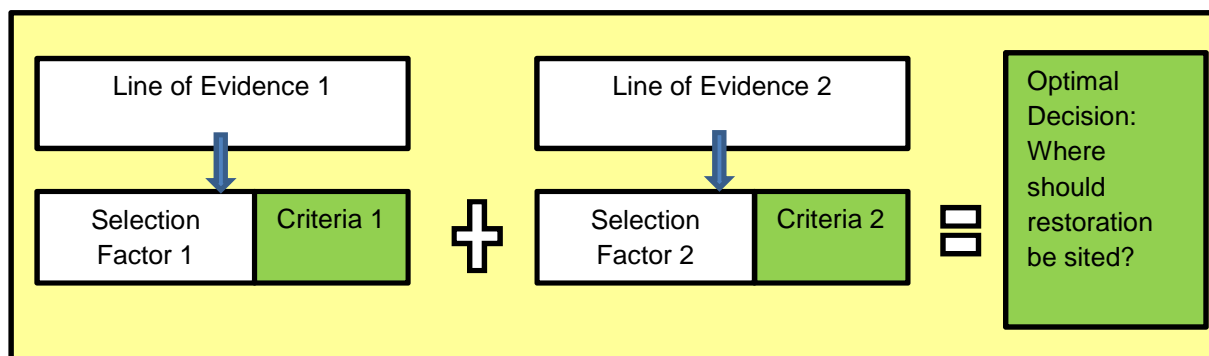 Line of Evidence 1
Line of Evidence 2
Selection
Factor 1
Criteria 1
Selection
Factor 2
Criteria 2
Optimal
Decision:
Where
should
restoration
be sited?